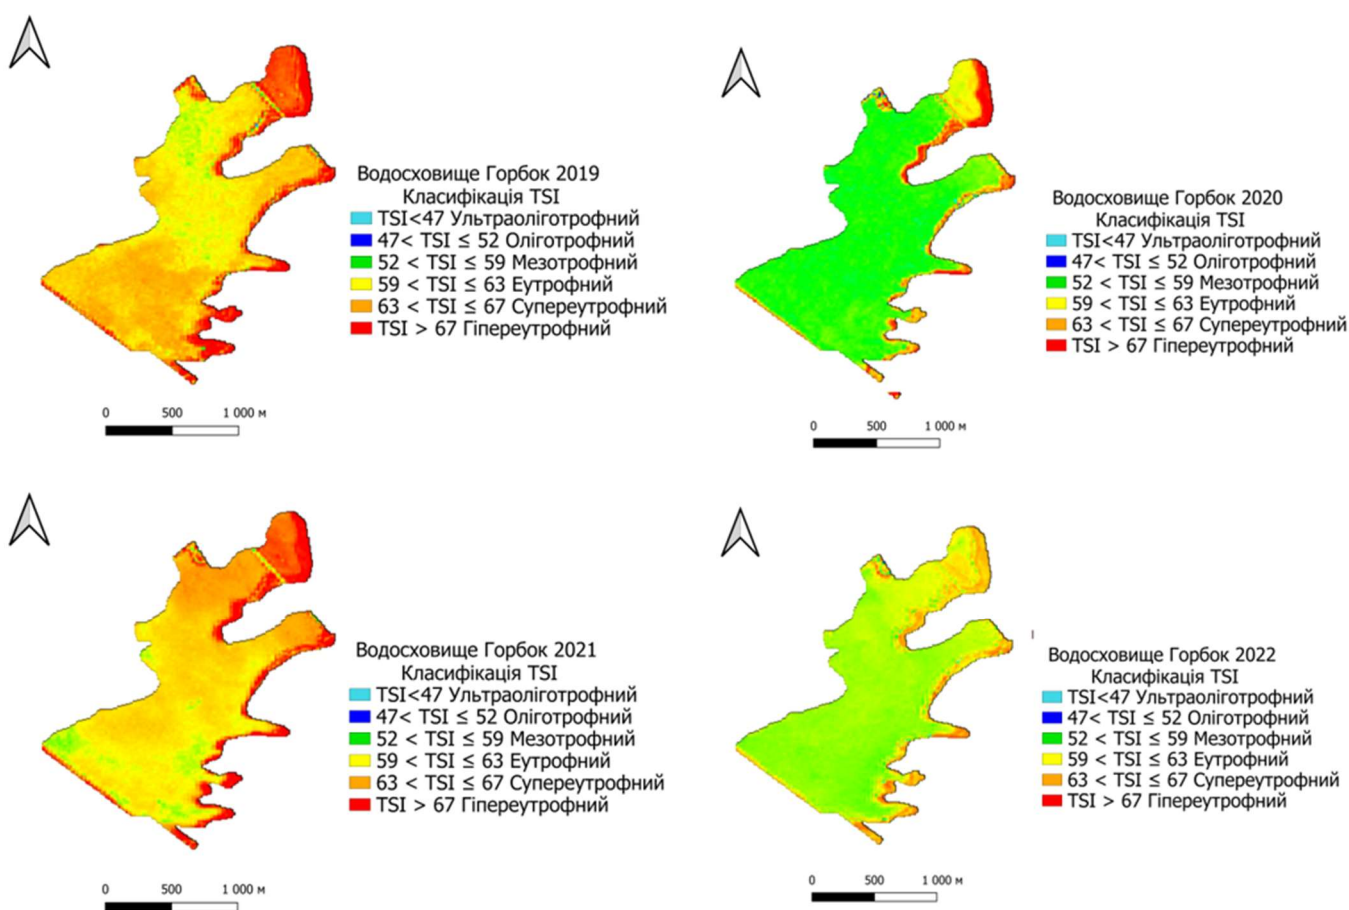 Водосховище Горбок 2019
Класифікація TSI
TSI<47 Ультраоліготрофний
47< TSI ≤ 52 Оліготрофний
52 < TSI ≤ 59 Мезотрофний
59 < TSI ≤ 63 Еутрофний
63 < TSI ≤ 67 Супереутрофний
TSI > 67 Гіпереутрофний
0 500 1 000 м
Водосховище Горбок 2020
Класифікація TSI
TSI<47 Ультраоліготрофний
47< TSI ≤ 52 Оліготрофний
52 < TSI ≤ 59 Мезотрофний
59 < TSI ≤ 63 Еутрофний
63 < TSI ≤ 67 Супереутрофний
TSI > 67 Гіпереутрофний
0 500 1 000 м
Водосховище Горбок 2021
Класифікація TSI
TSI<47 Ультраоліготрофний
47< TSI ≤ 52 Оліготрофний
52 < TSI ≤ 59 Мезотрофний
59 < TSI ≤ 63 Еутрофний
63 < TSI ≤ 67 Супереутрофний
TSI > 67 Гіпереутрофний
0 500 1 000 м
Водосховище Горбок 2022
Класифікація TSI
TSI<47 Ультраоліготрофний
47< TSI ≤ 52 Оліготрофний
52 < TSI ≤ 59 Мезотрофний
59 < TSI ≤ 63 Еутрофний
63 < TSI ≤ 67 Супереутрофний
TSI > 67 Гіпереутрофний
0 500 1 000 м